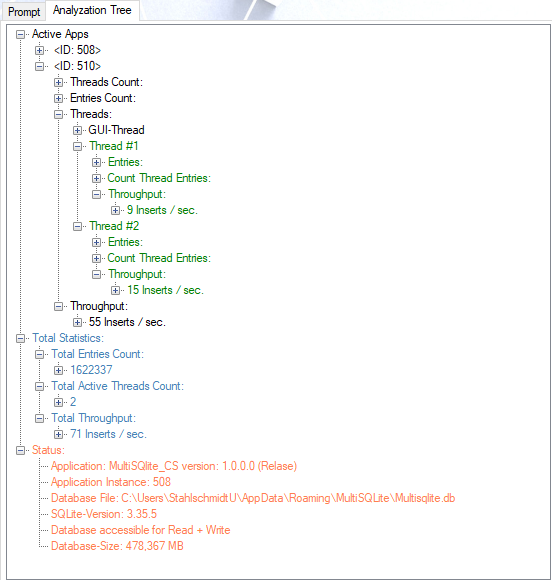 Prompt
Analyzation Tree
Active Apps
<ID: 508>
<ID: 510>
Threads Count:
Entries Count:
Threads:
GUI-Thread
Thread #1
Entries:
Count Thread Entries:
Throughput:
9 Inserts / sec.
Thread #2
Entries:
Count Thread Entries:
Throughput:
15 Inserts / sec.
Throughput:
55 Inserts / sec.
Total Statistics:
Total Entries Count:
1622337
Total Active Threads Count:
2
Total Throughput:
71 Inserts / sec.
Status:
Application: MultiSQlite_CS version: 1.0.0.0 (Relase)
Application Instance: 508
Database File: C:\Users\StahlschmidtU\AppData\Roaming\MultiSQLite\Multisqlite.db
SQLite-Version: 3.35.5
Database accessible for Read + Write
Database-Size: 478,367 MB